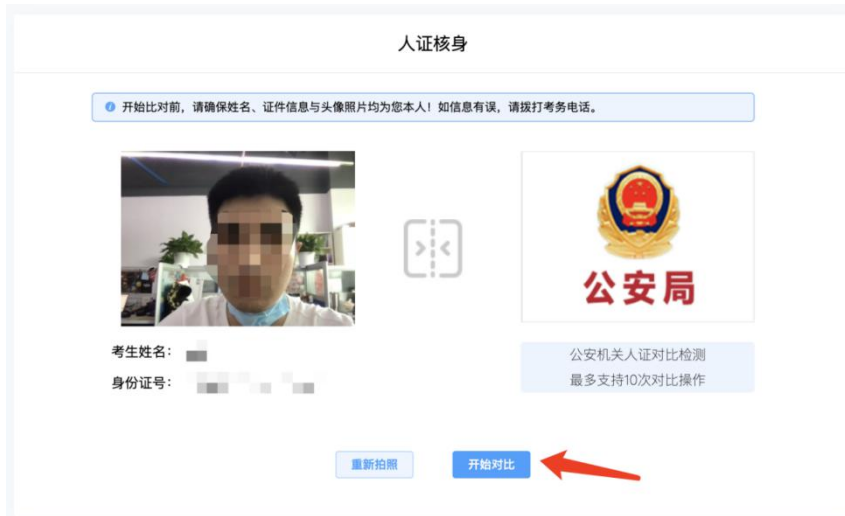 人证核身
开始比对前，请确保姓名、证件信息与头像照片均为您本人！如信息有误，请拨打考务电话。
公安局
考生姓名：
身份证号：
公安机关人证对比检测
最多支持10次对比操作
重新拍照
开始对比